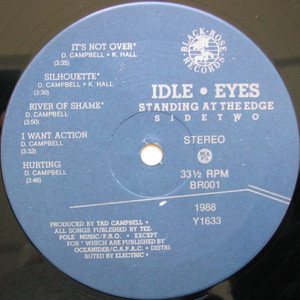 IT'S NOT OVER*
D. CAMPBELL • K. HALL
(3:35)
SILHOUETTE*
D. CAMPBELL • K. HALL
(3:25)
RIVER OF SHAME*
D. CAMPBELL
(3:50)
I WANT ACTION
D. CAMPBELL
(3:32)
HURTING
D. CAMPBELL
(3:46)
BLACK ROSE
RECORDS
IDLE • EYES
STANDING AT THE EDGE
SIDE TWO
STEREO
33⅓ RPM
BR001
1988
Y1633
PRODUCED BY TAD CAMPBELL •
ALL SONGS PUBLISHED BY TEL-
POLE MUSIC/P.R.O. • EXCEPT
FOR * WHICH ARE PUBLISHED BY
OCEANIDES/C.A.P.A.C. • DISTRI-
BUTED BY ELECTRIC •